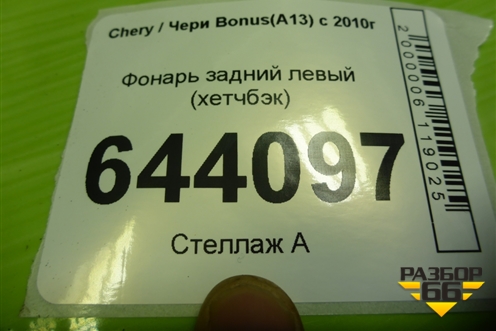 Chery / Чери Bonus(A13) с 2010г
Фонарь задний левый
(хетчбэк)
644097
Стеллаж А
2000006119025
РАЗБОР
66